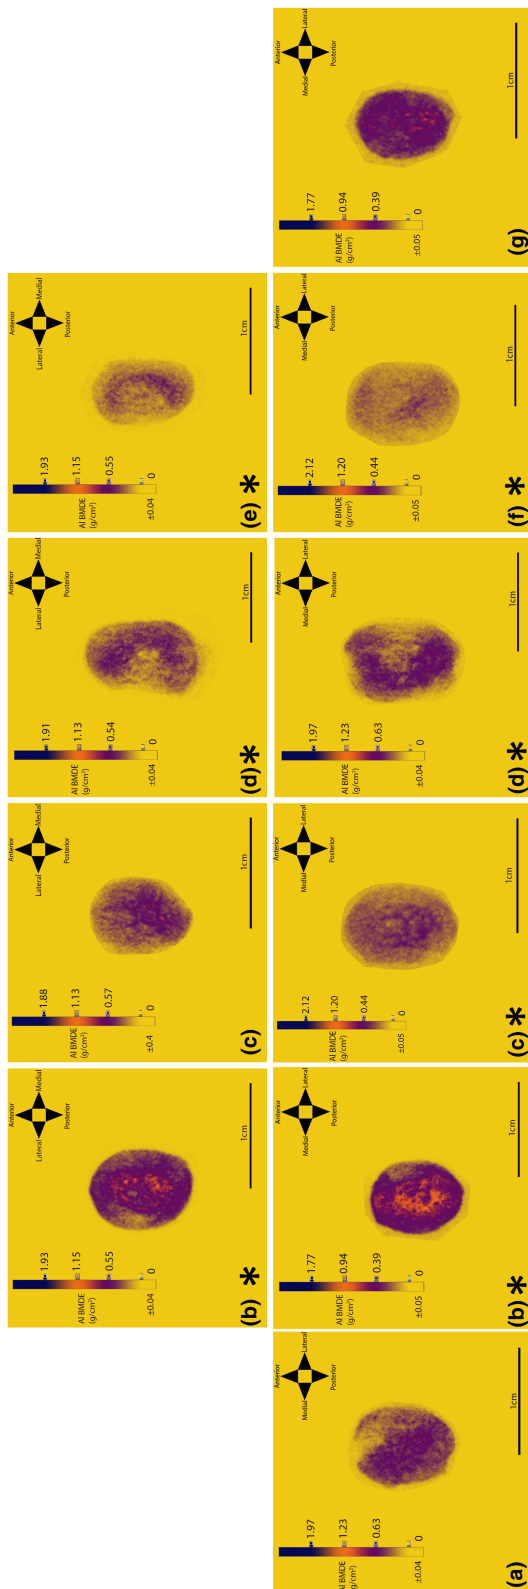 AI BMDE
(g/cm²)
1.93
1.15
0.55
0
±0.04
Anterior
Lateral Medial
Posterior
1cm
(b) *
AI BMDE
(g/cm²)
1.88
1.13
0.57
0
±0.4
Anterior
Lateral Medial
Posterior
1cm
(c)
AI BMDE
(g/cm²)
1.91
1.13
0.54
0
±0.04
Anterior
Lateral Medial
Posterior
1cm
(d) *
AI BMDE
(g/cm²)
1.93
1.15
0.55
0
±0.04
Anterior
Lateral Medial
Posterior
1cm
(e) *
AI BMDE
(g/cm²)
1.97
1.23
0.63
0
±0.04
Anterior
Medial Lateral
Posterior
1cm
(a)
AI BMDE
(g/cm²)
1.77
0.94
0.39
0
±0.05
Anterior
Medial Lateral
Posterior
1cm
(b) *
AI BMDE
(g/cm²)
2.12
1.20
0.44
0
±0.05
Anterior
Medial Lateral
Posterior
1cm
(c) *
AI BMDE
(g/cm²)
1.97
1.23
0.63
0
±0.04
Anterior
Medial Lateral
Posterior
1cm
(d) *
AI BMDE
(g/cm²)
2.12
1.20
0.44
0
±0.05
Anterior
Medial Lateral
Posterior
1cm
(f) *
AI BMDE
(g/cm²)
1.77
0.94
0.39
0
±0.05
Anterior
Medial Lateral
Posterior
1cm
(g)